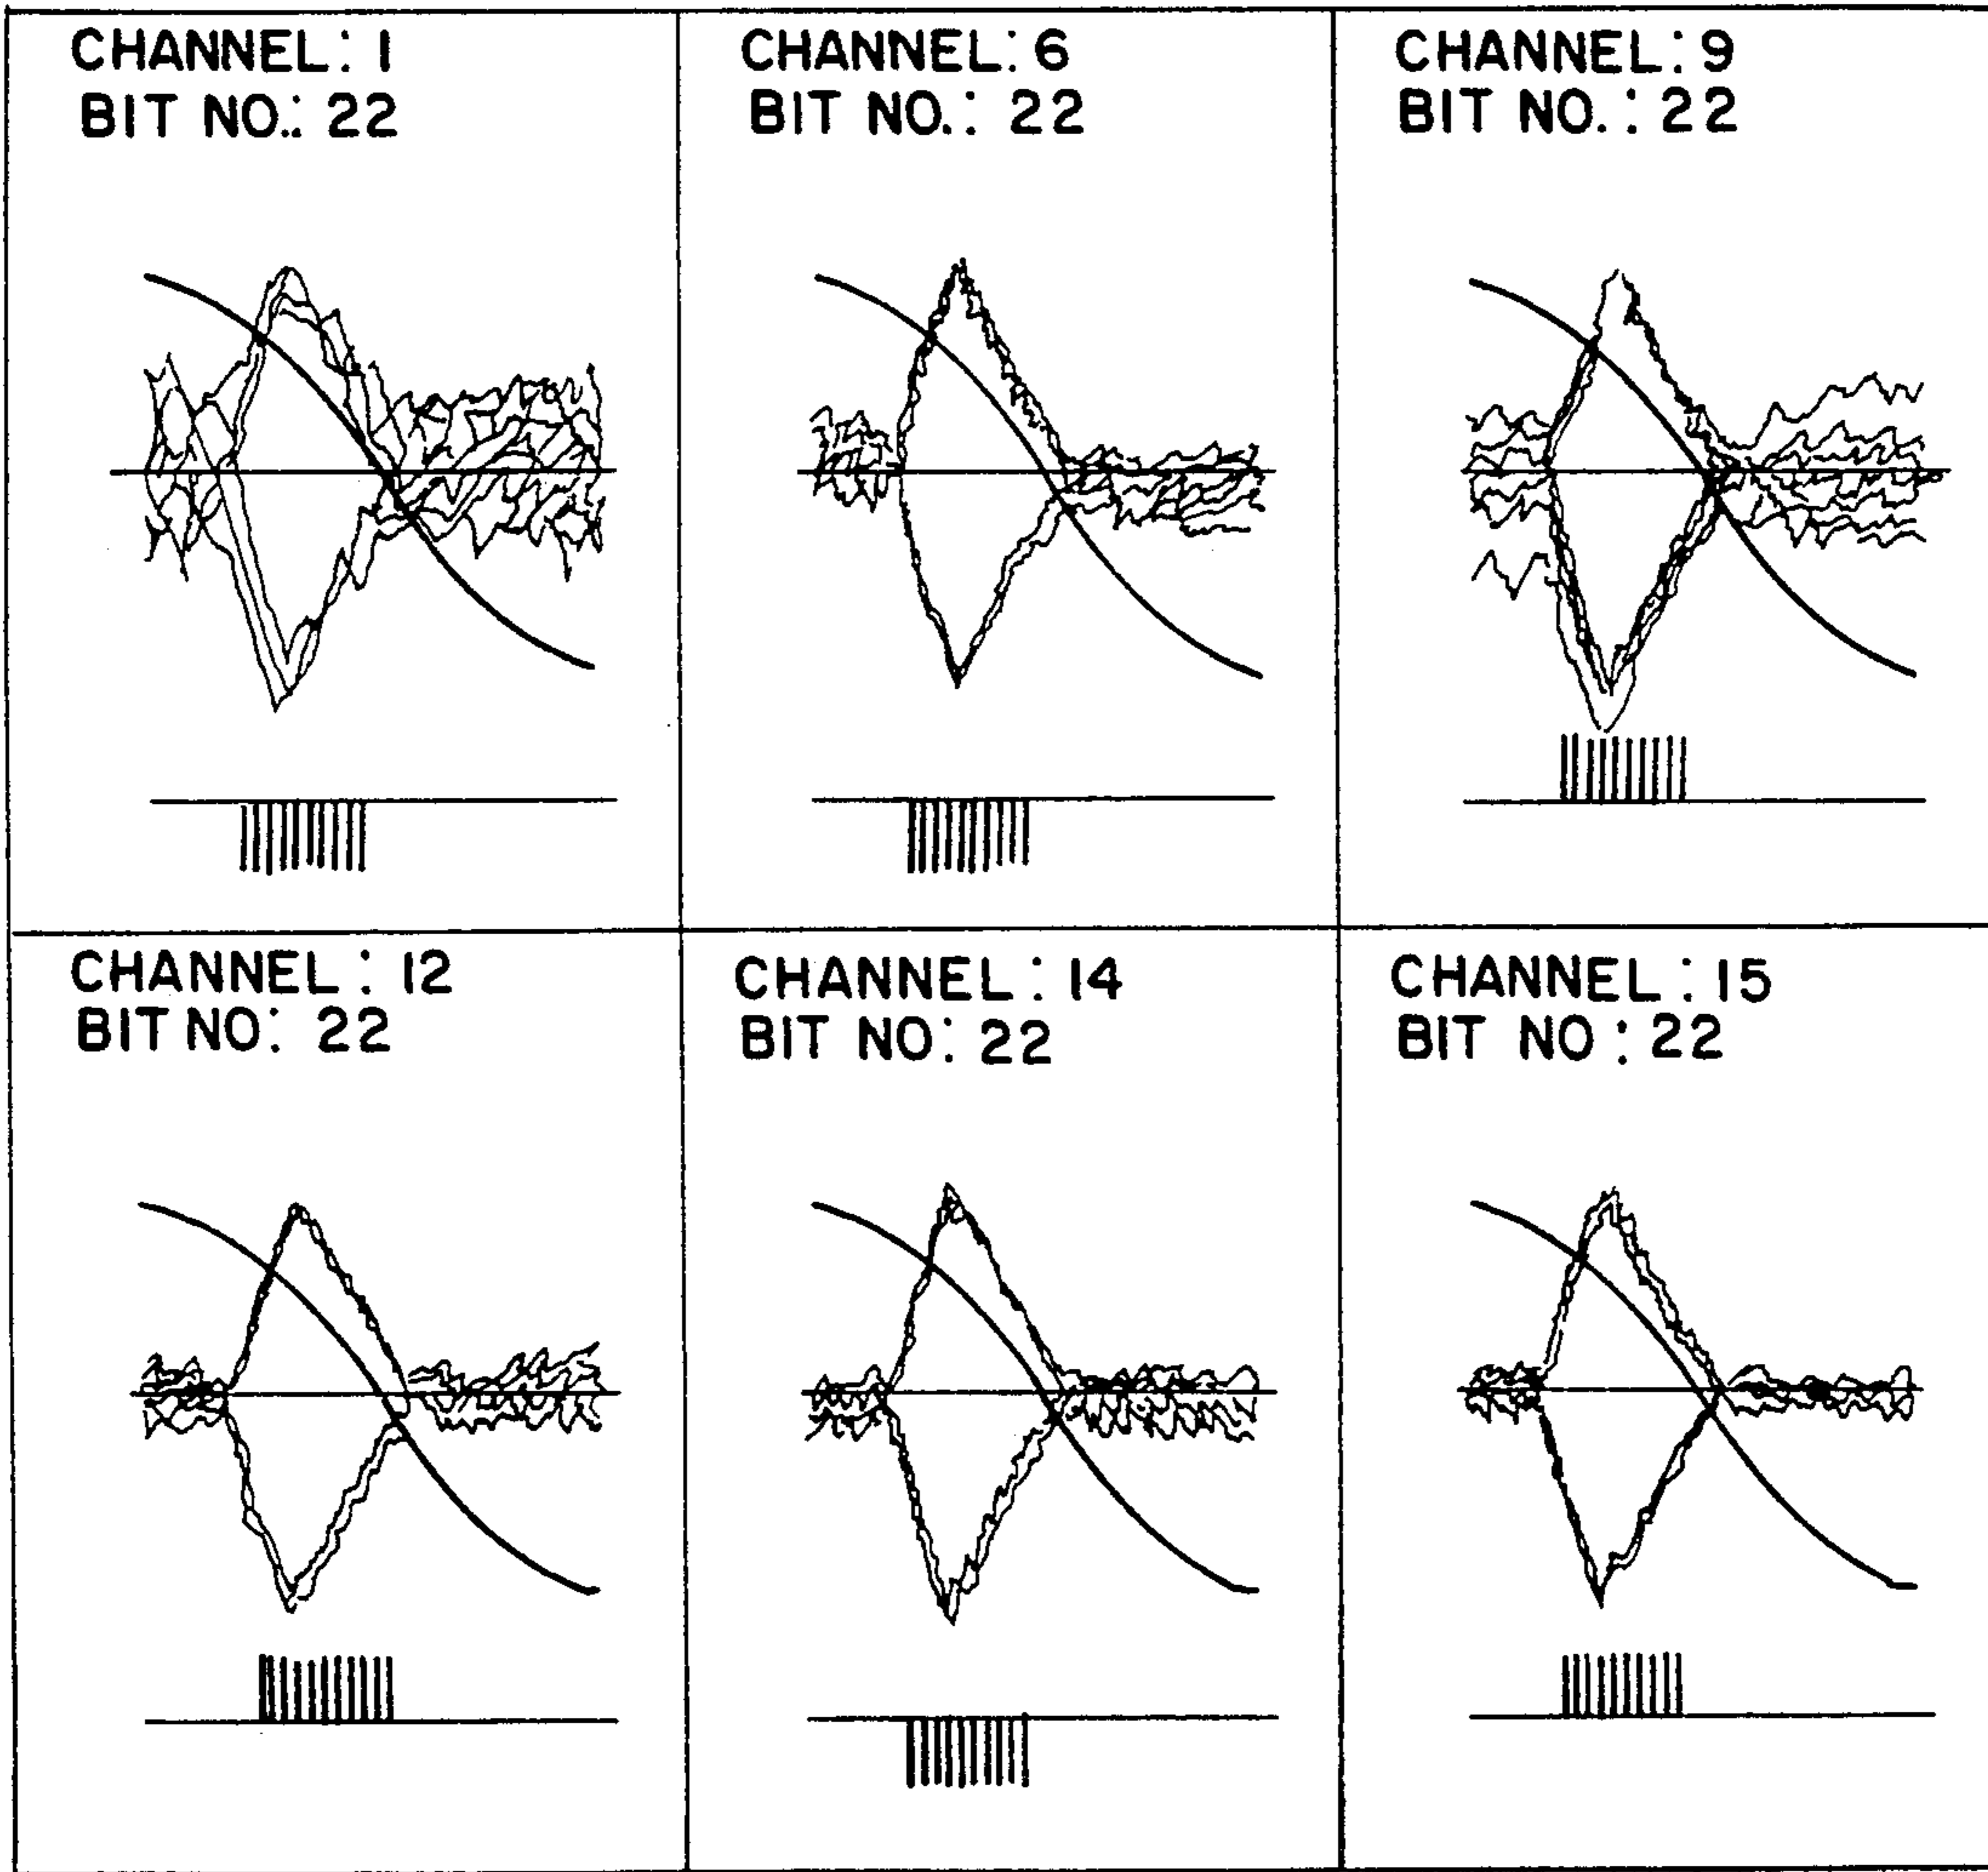 CHANNEL: 1
BIT NO.: 22
CHANNEL: 6
BIT NO.: 22
CHANNEL: 9
BIT NO.: 22
CHANNEL: 12
BIT NO: 22
CHANNEL: 14
BIT NO: 22
CHANNEL: 15
BIT NO: 22